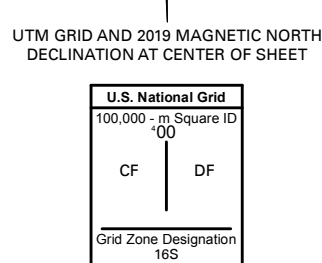 UTM GRID AND 2019 MAGNETIC NORTH
DECLINATION AT CENTER OF SHEET
U.S. National Grid
100,000 - m Square ID
⁴00
CF DF
Grid Zone Designation
16S